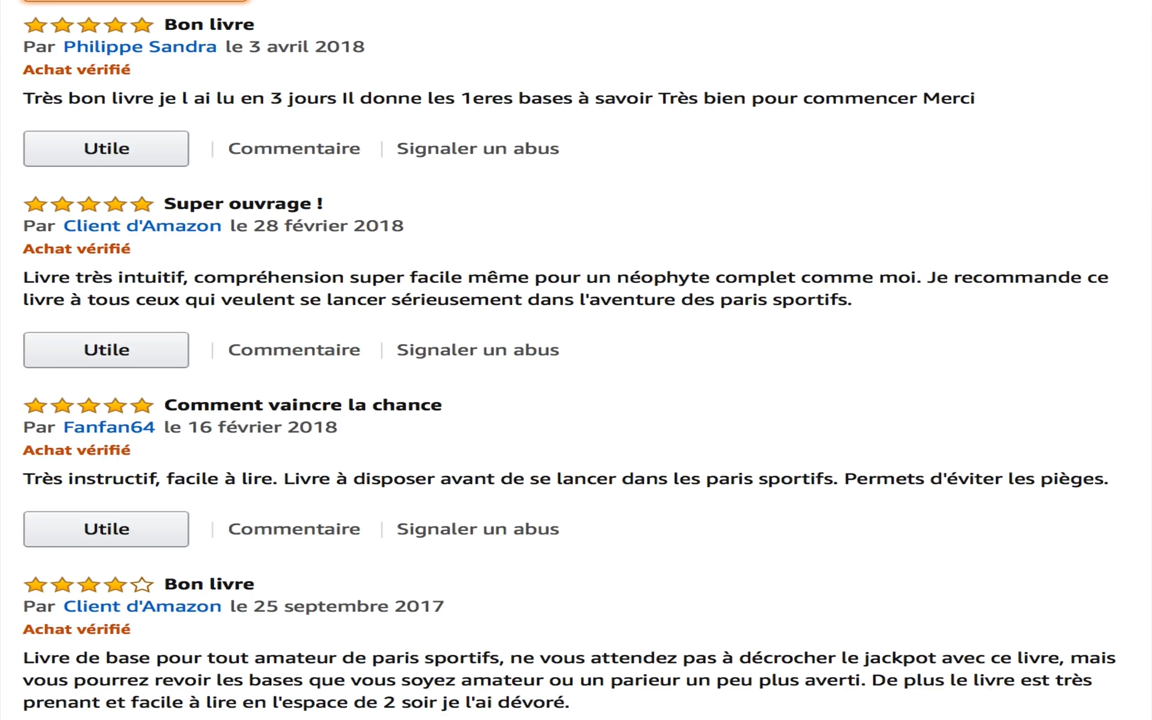 Bon livre
Par Philippe Sandra le 3 avril 2018
Achat vérifié
Très bon livre je l ai lu en 3 jours Il donne les 1eres bases à savoir Très bien pour commencer Merci
Utile | Commentaire | Signaler un abus
Super ouvrage !
Par Client d'Amazon le 28 février 2018
Achat vérifié
Livre très intuitif, compréhension super facile même pour un néophyte complet comme moi. Je recommande ce
livre à tous ceux qui veulent se lancer sérieusement dans l'aventure des paris sportifs.
Utile | Commentaire | Signaler un abus
Comment vaincre la chance
Par Fanfan64 le 16 février 2018
Achat vérifié
Très instructif, facile à lire. Livre à disposer avant de se lancer dans les paris sportifs. Permets d'éviter les pièges.
Utile | Commentaire | Signaler un abus
Bon livre
Par Client d'Amazon le 25 septembre 2017
Achat vérifié
Livre de base pour tout amateur de paris sportifs, ne vous attendez pas à décrocher le jackpot avec ce livre, mais
vous pourrez revoir les bases que vous soyez amateur ou un parieur un peu plus averti. De plus le livre est très
prenant et facile à lire en l'espace de 2 soir je l'ai dévoré.